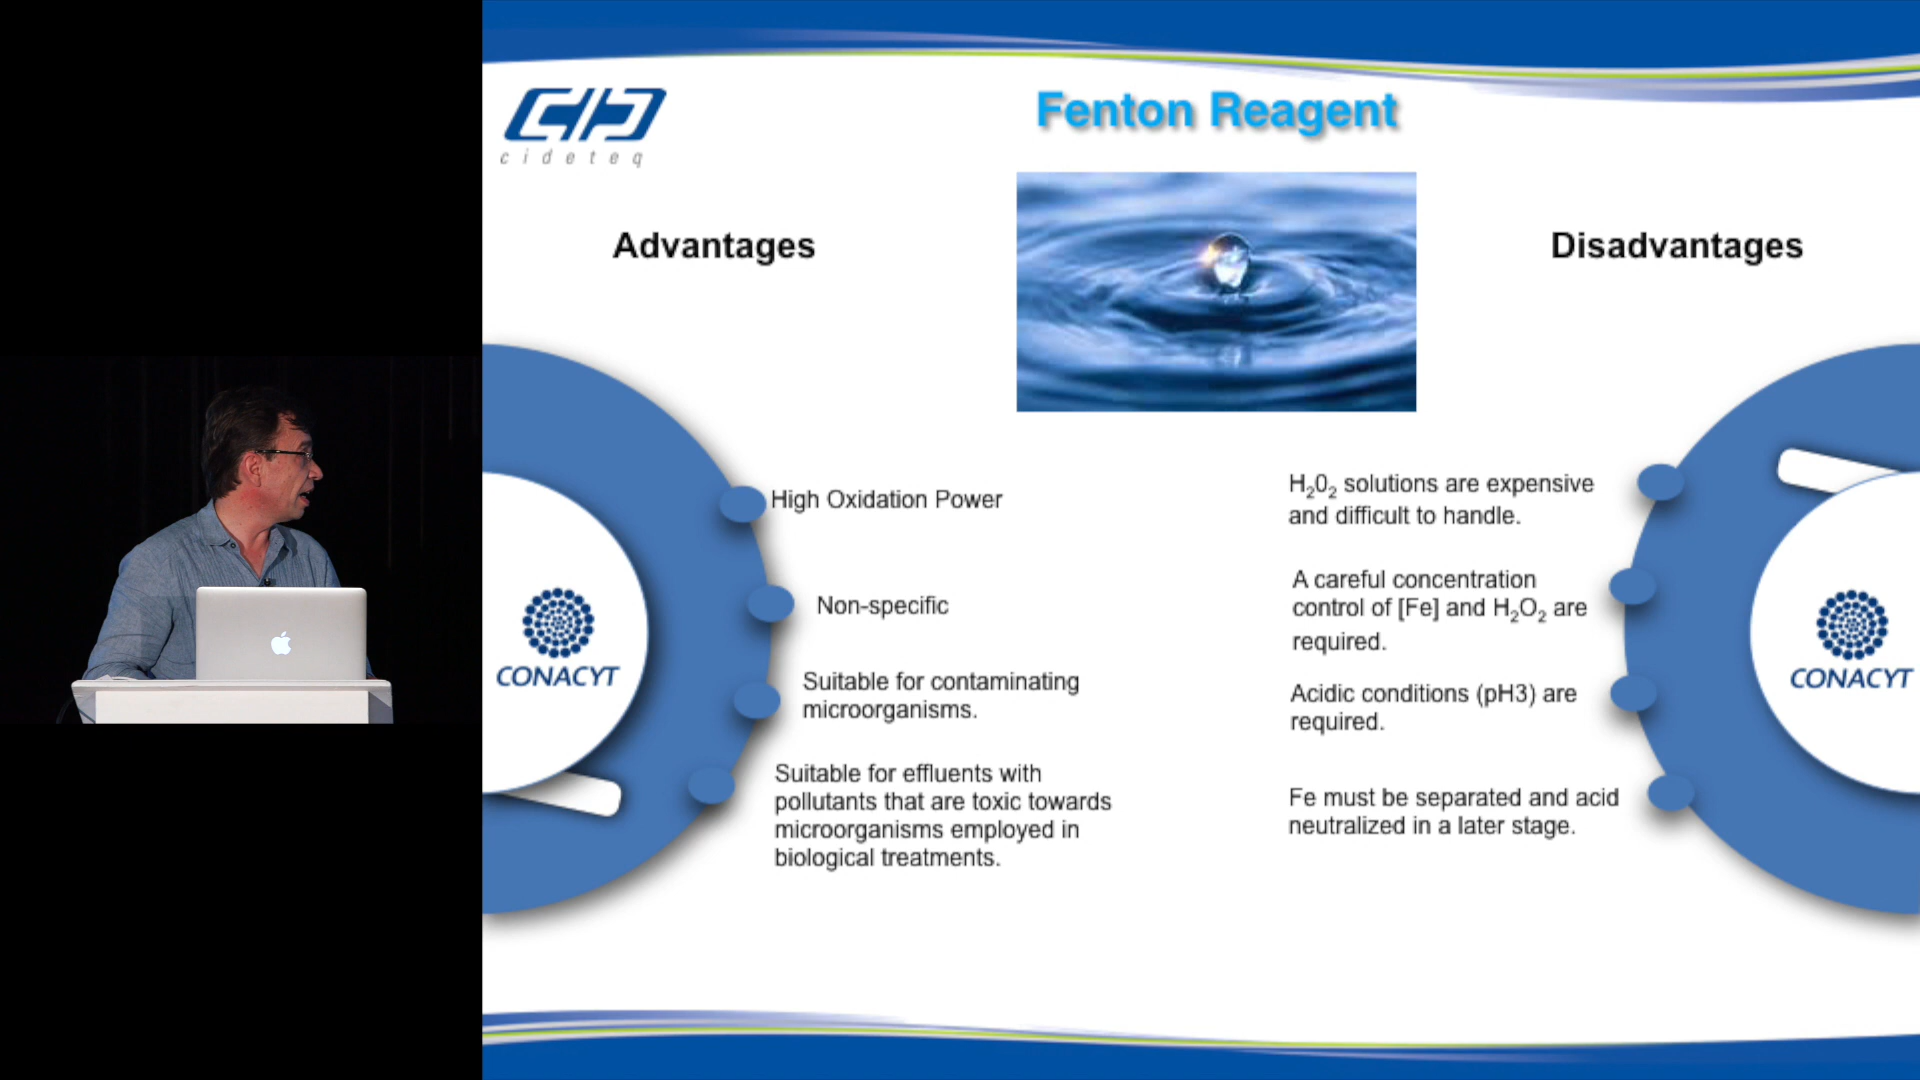 cideteq
Fenton Reagent
Advantages
High Oxidation Power
Non-specific
Suitable for contaminating
microorganisms.
Suitable for effluents with
pollutants that are toxic towards
microorganisms employed in
biological treatments.
CONACYT
Disadvantages
H₂0₂ solutions are expensive
and difficult to handle.
A careful concentration
control of [Fe] and H₂O₂ are
required.
Acidic conditions (pH3) are
required.
Fe must be separated and acid
neutralized in a later stage.
CONACYT